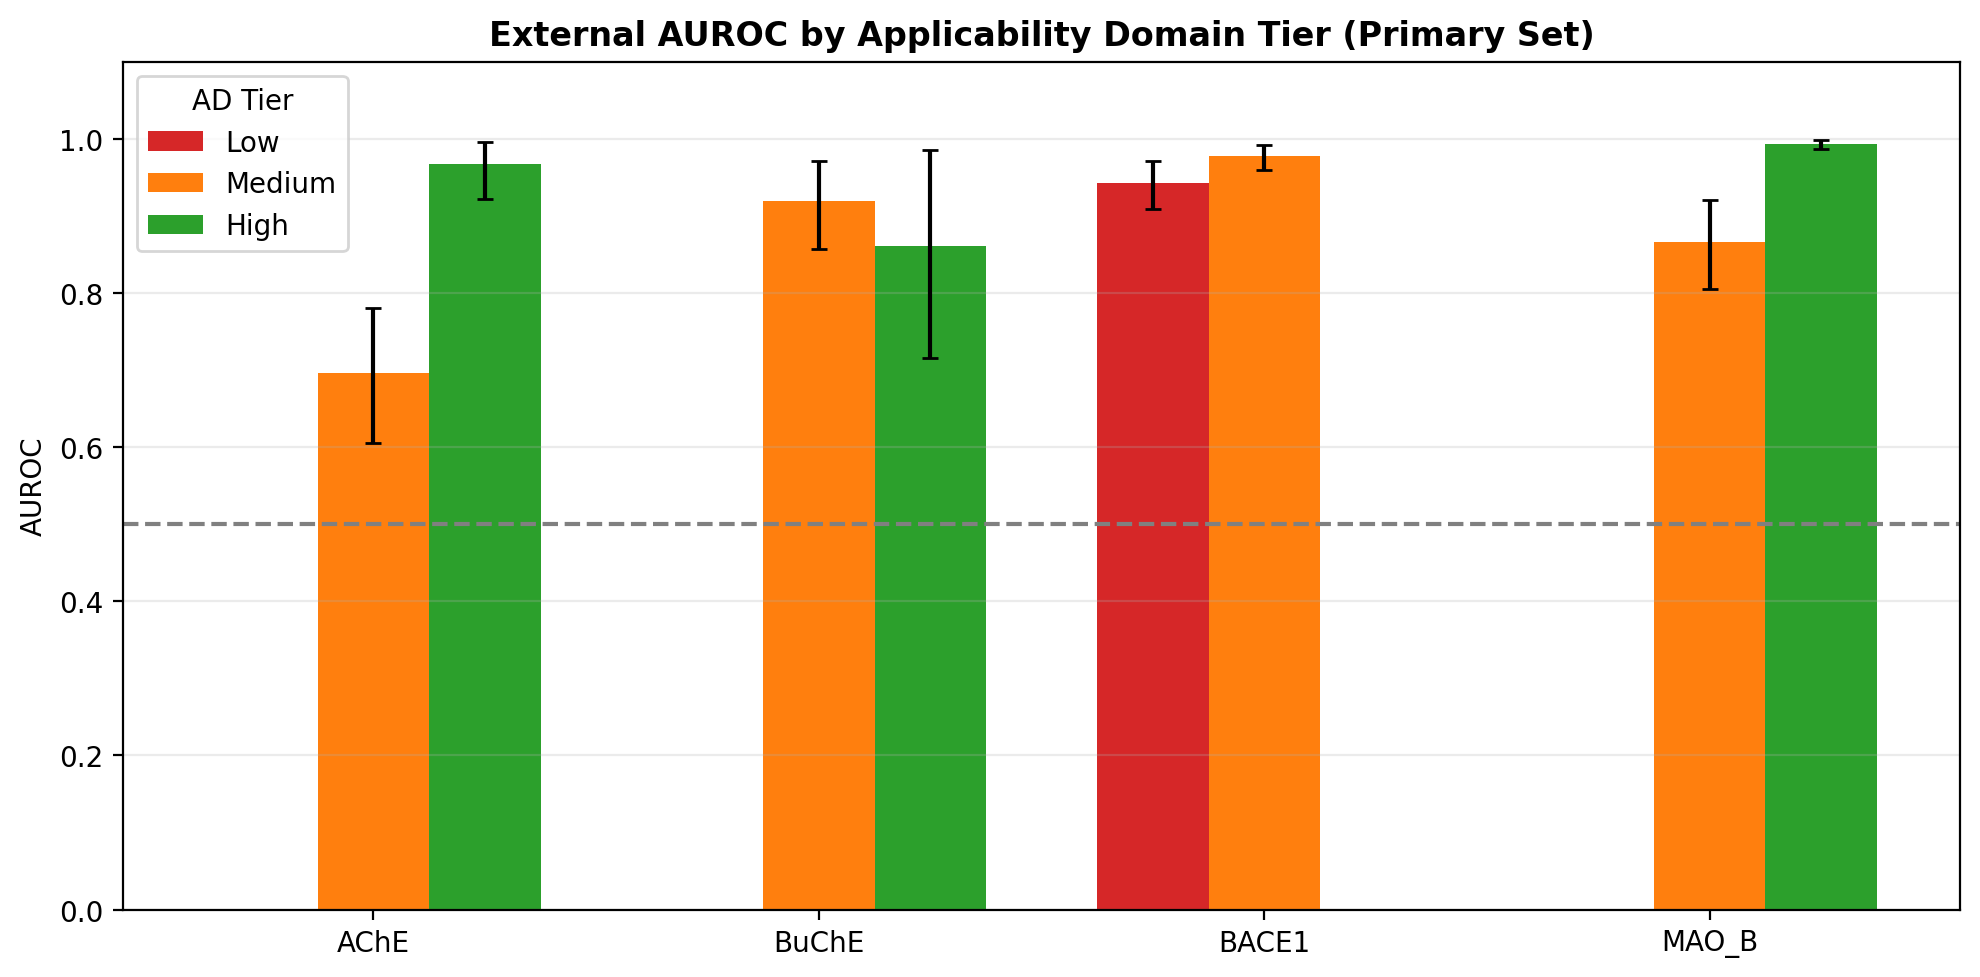 External AUROC by Applicability Domain Tier (Primary Set)
AD Tier
Low
Medium
High
AUROC
1.0
0.8
0.6
0.4
0.2
0.0
AChE
BuChE
BACE1
MAO_B